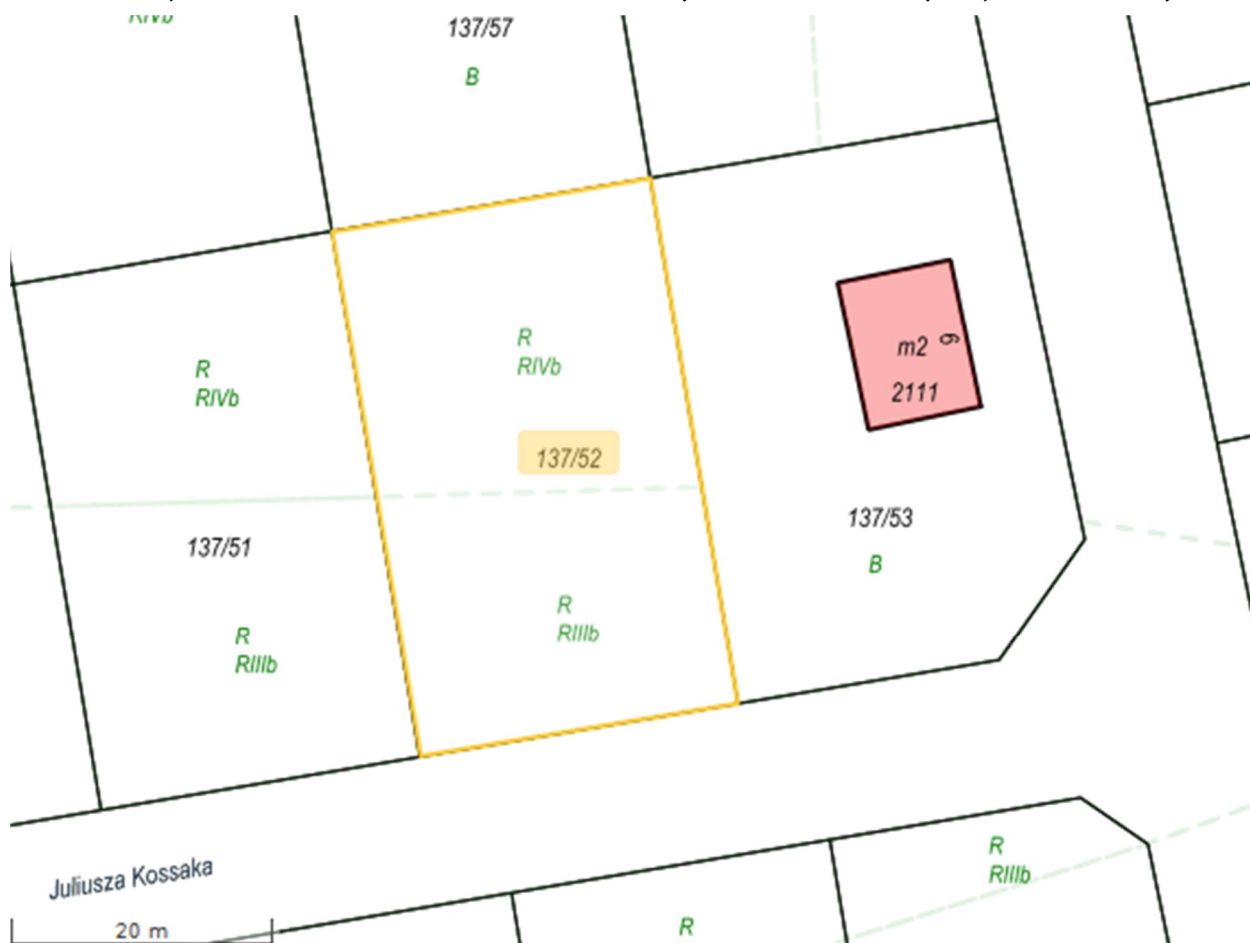 RIVb
137/57
B
R
RIVb
R
RIVb
m2 9
2111
137/52
137/51
137/53
B
R
RIIIb
R
RIIIb
Juliusza Kossaka
R
RIIIb
R
20 m